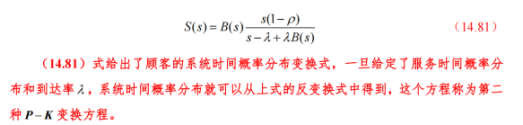 S(s) = B(s) s(1-ρ) / (s-λ+λB(s)) （14.81）
（14.81）式给出了顾客的系统时间概率分布变换式，一旦给定了服务时间概率分
布和到达率 λ，系统时间概率分布就可以从上式的反变换式中得到，这个方程称为第二
种 P-K 变换方程。